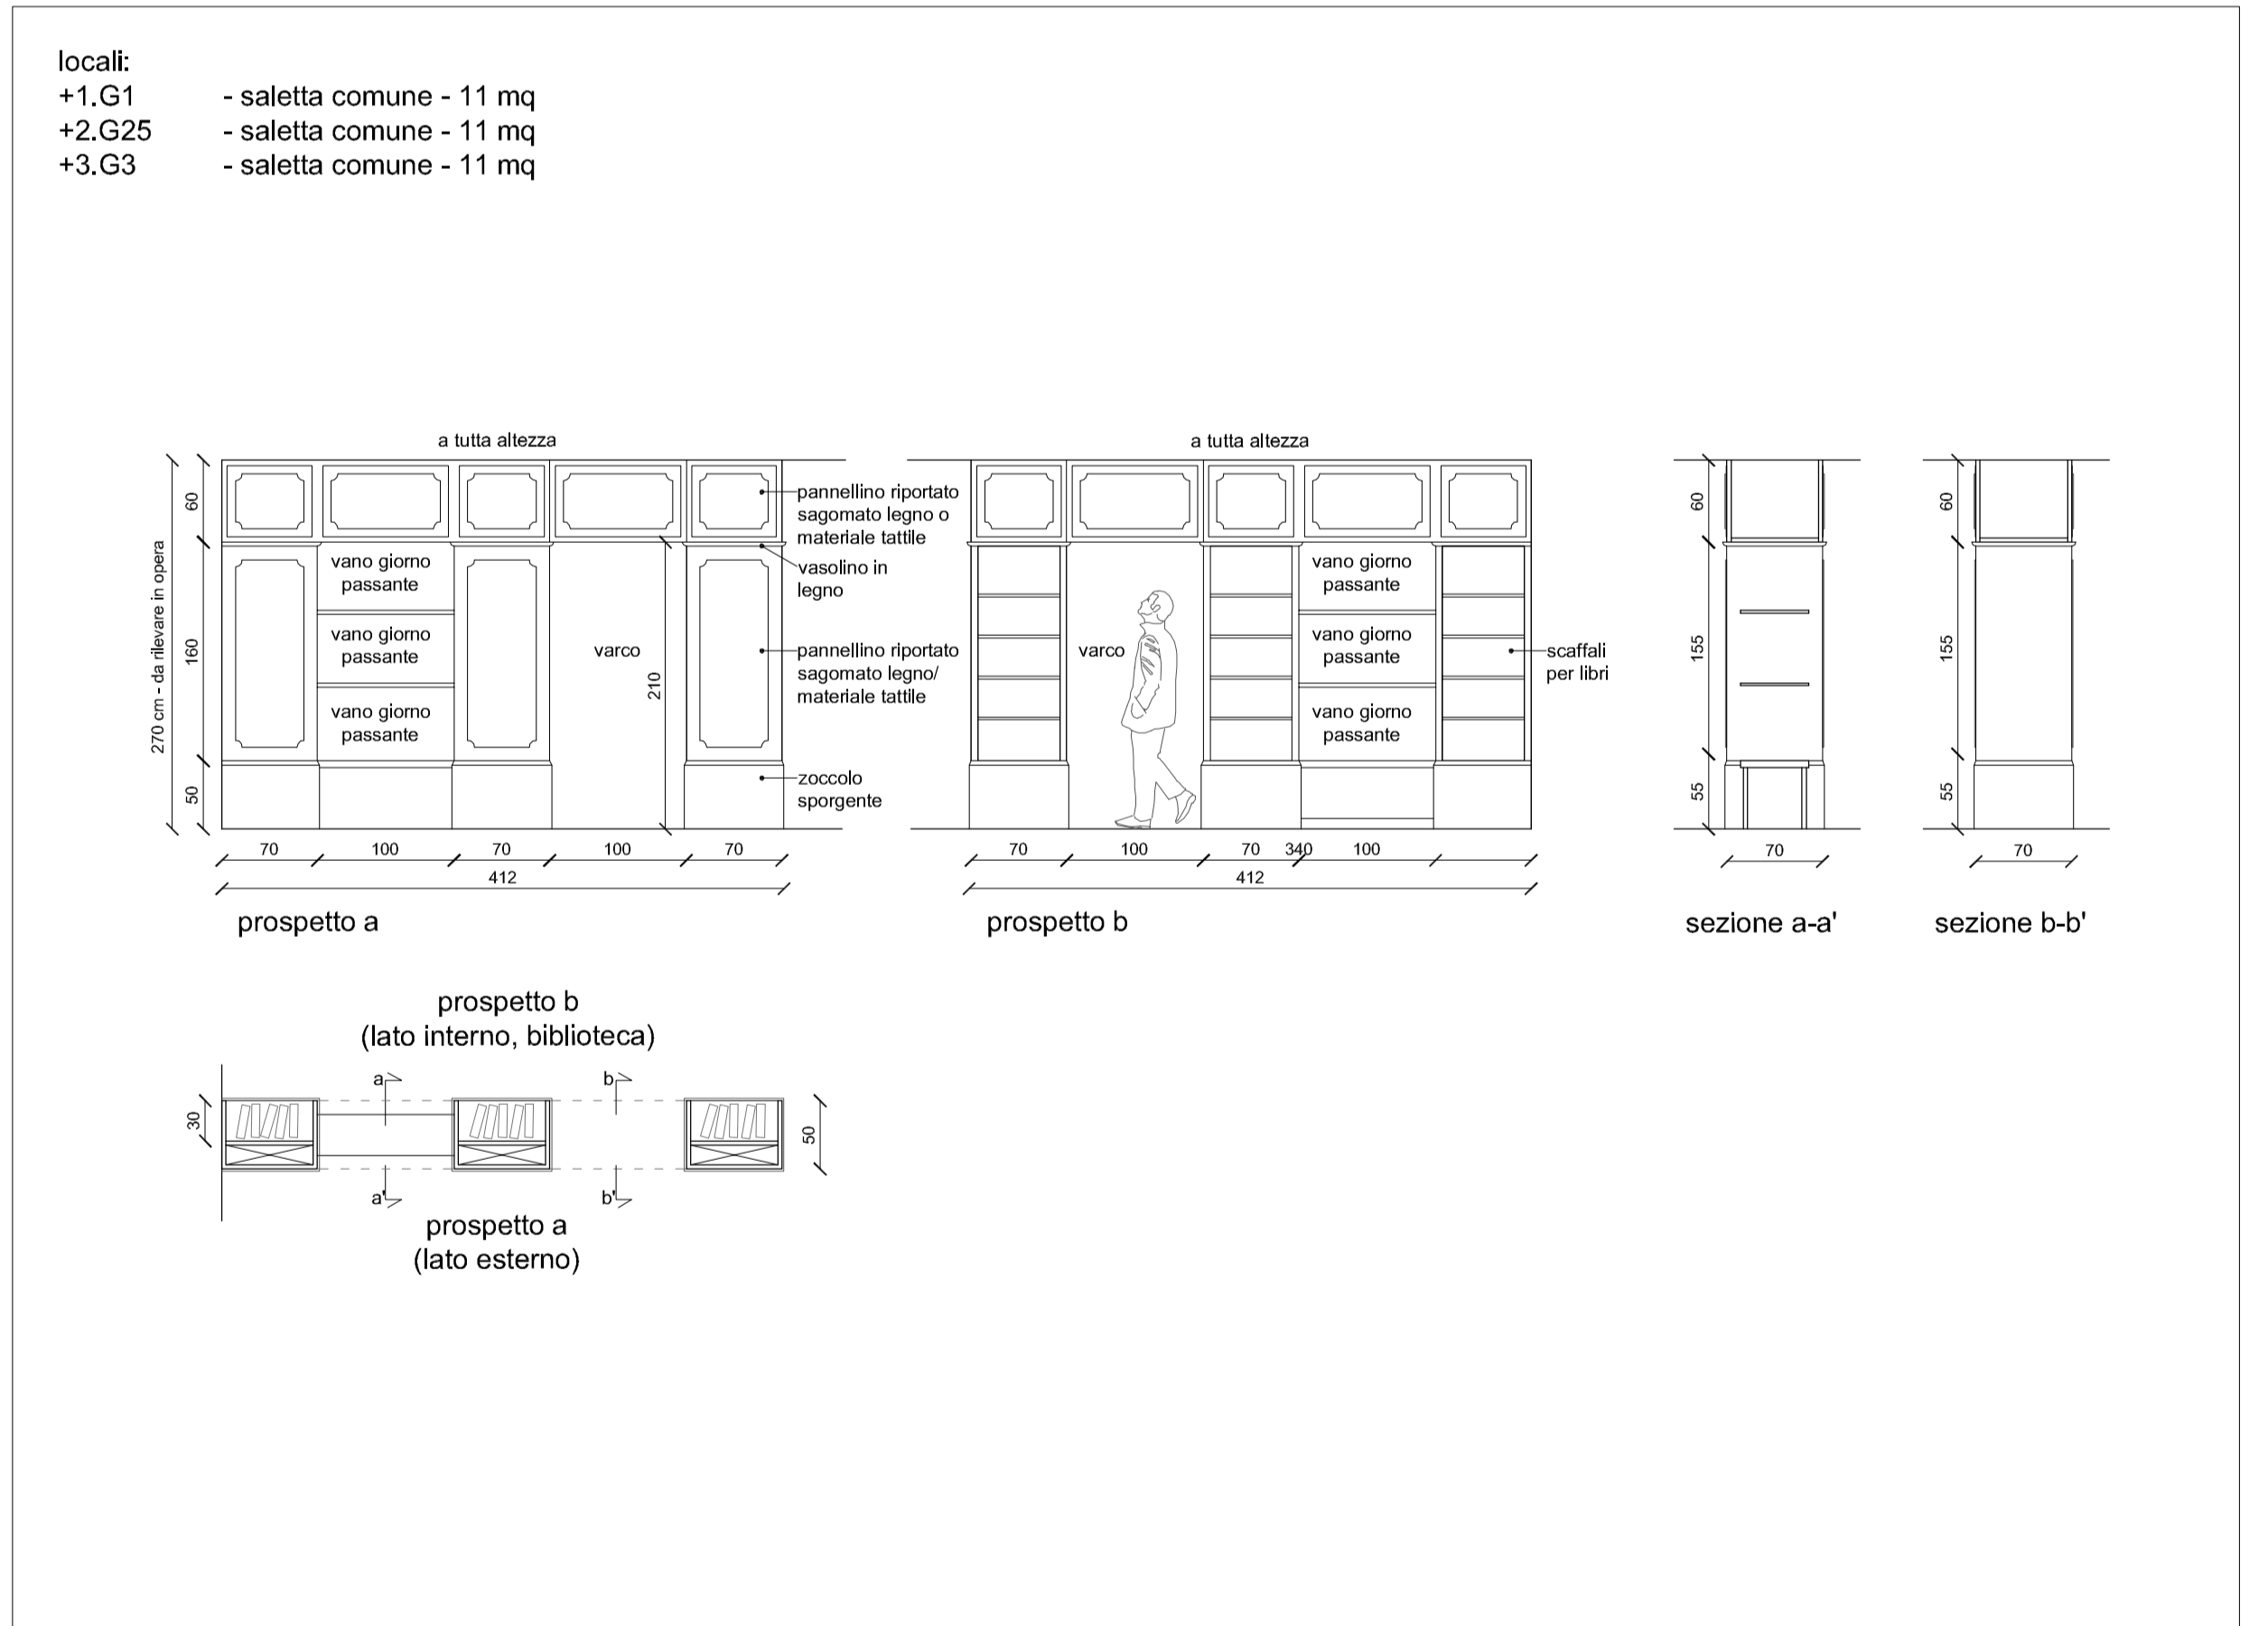 locali:
+1.G1 - saletta comune - 11 mq
+2.G25 - saletta comune - 11 mq
+3.G3 - saletta comune - 11 mq
a tutta altezza
270 cm - da rilevare in opera
60
160
50
vano giorno
passante
vano giorno
passante
vano giorno
passante
varco
210
pannellino riportato
sagomato legno o
materiale tattile
vasolino in
legno
pannellino riportato
sagomato legno/
materiale tattile
zoccolo
sporgente
70 100 70 100 70
412
prospetto a
a tutta altezza
varco
vano giorno
passante
vano giorno
passante
vano giorno
passante
scaffali
per libri
70 100 70 340 100
412
prospetto b
60
155
55
70
sezione a-a'
60
155
55
70
sezione b-b'
prospetto b
(lato interno, biblioteca)
a b
30
50
a' b'
prospetto a
(lato esterno)